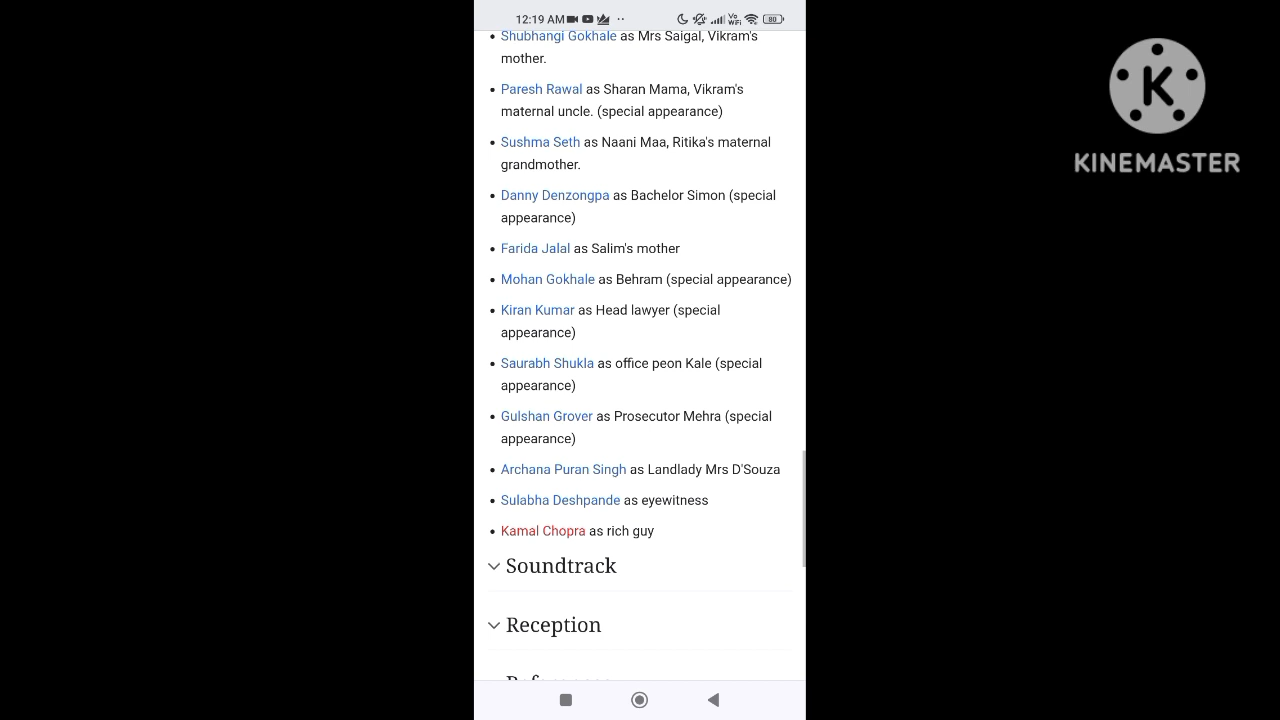 12:19 AM
Vo WiFi
80
K
KINEMASTER
• Shubhangi Gokhale as Mrs Saigal, Vikram's
mother.
• Paresh Rawal as Sharan Mama, Vikram's
maternal uncle. (special appearance)
• Sushma Seth as Naani Maa, Ritika's maternal
grandmother.
• Danny Denzongpa as Bachelor Simon (special
appearance)
• Farida Jalal as Salim's mother
• Mohan Gokhale as Behram (special appearance)
• Kiran Kumar as Head lawyer (special
appearance)
• Saurabh Shukla as office peon Kale (special
appearance)
• Gulshan Grover as Prosecutor Mehra (special
appearance)
• Archana Puran Singh as Landlady Mrs D'Souza
• Sulabha Deshpande as eyewitness
• Kamal Chopra as rich guy
Soundtrack
Reception